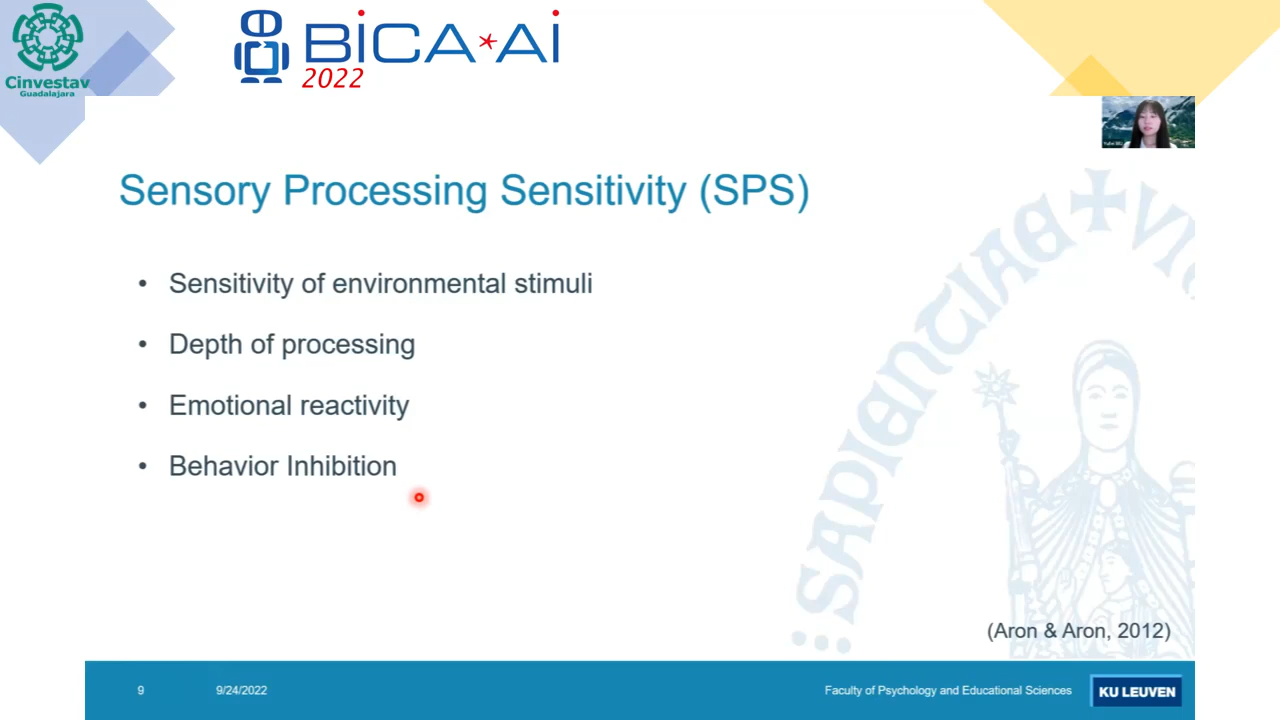 Cinvestav
Guadalajara
BiCA*Ai
2022
Sensory Processing Sensitivity (SPS)
• Sensitivity of environmental stimuli
• Depth of processing
• Emotional reactivity
• Behavior Inhibition
SAPIENTIAE
(Aron & Aron, 2012)
9
9/24/2022
Faculty of Psychology and Educational Sciences
KU LEUVEN